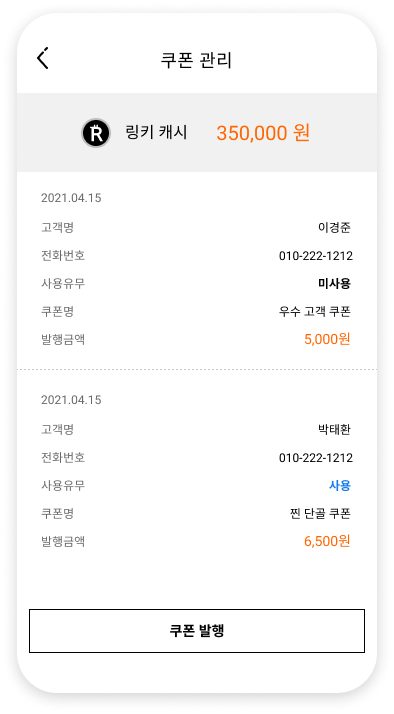 쿠폰 관리
링키 캐시 350,000 원
2021.04.15
고객명 이경준
전화번호 010-222-1212
사용유무 미사용
쿠폰명 우수 고객 쿠폰
발행금액 5,000원
2021.04.15
고객명 박태환
전화번호 010-222-1212
사용유무 사용
쿠폰명 찐 단골 쿠폰
발행금액 6,500원
쿠폰 발행